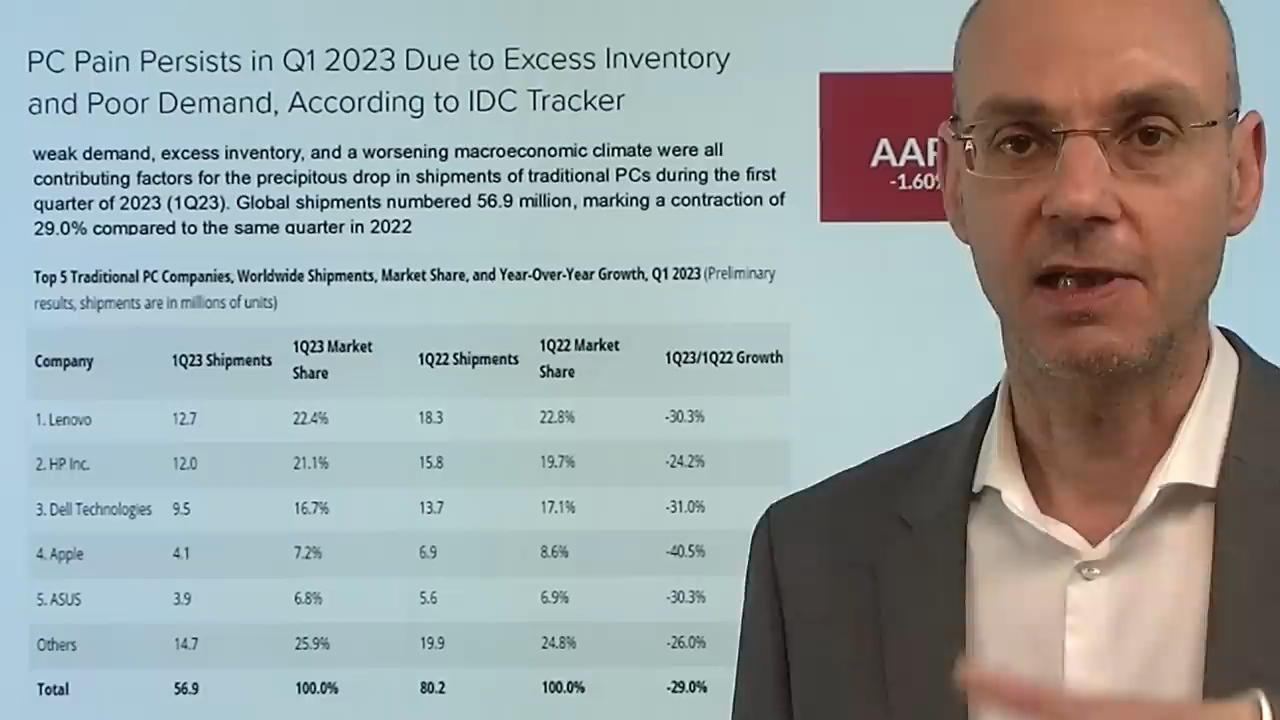 PC Pain Persists in Q1 2023 Due to Excess Inventory
and Poor Demand, According to IDC Tracker
weak demand, excess inventory, and a worsening macroeconomic climate were all
contributing factors for the precipitous drop in shipments of traditional PCs during the first
quarter of 2023 (1Q23). Global shipments numbered 56.9 million, marking a contraction of
29.0% compared to the same quarter in 2022
AAP
-1.60%
Top 5 Traditional PC Companies, Worldwide Shipments, Market Share, and Year-Over-Year Growth, Q1 2023 (Preliminary
results, shipments are in millions of units)
Company 1Q23 Shipments 1Q23 Market Share 1Q22 Shipments 1Q22 Market Share 1Q23/1Q22 Growth
1. Lenovo 12.7 22.4% 18.3 22.8% -30.3%
2. HP Inc. 12.0 21.1% 15.8 19.7% -24.2%
3. Dell Technologies 9.5 16.7% 13.7 17.1% -31.0%
4. Apple 4.1 7.2% 6.9 8.6% -40.5%
5. ASUS 3.9 6.8% 5.6 6.9% -30.3%
Others 14.7 25.9% 19.9 24.8% -26.0%
Total 56.9 100.0% 80.2 100.0% -29.0%